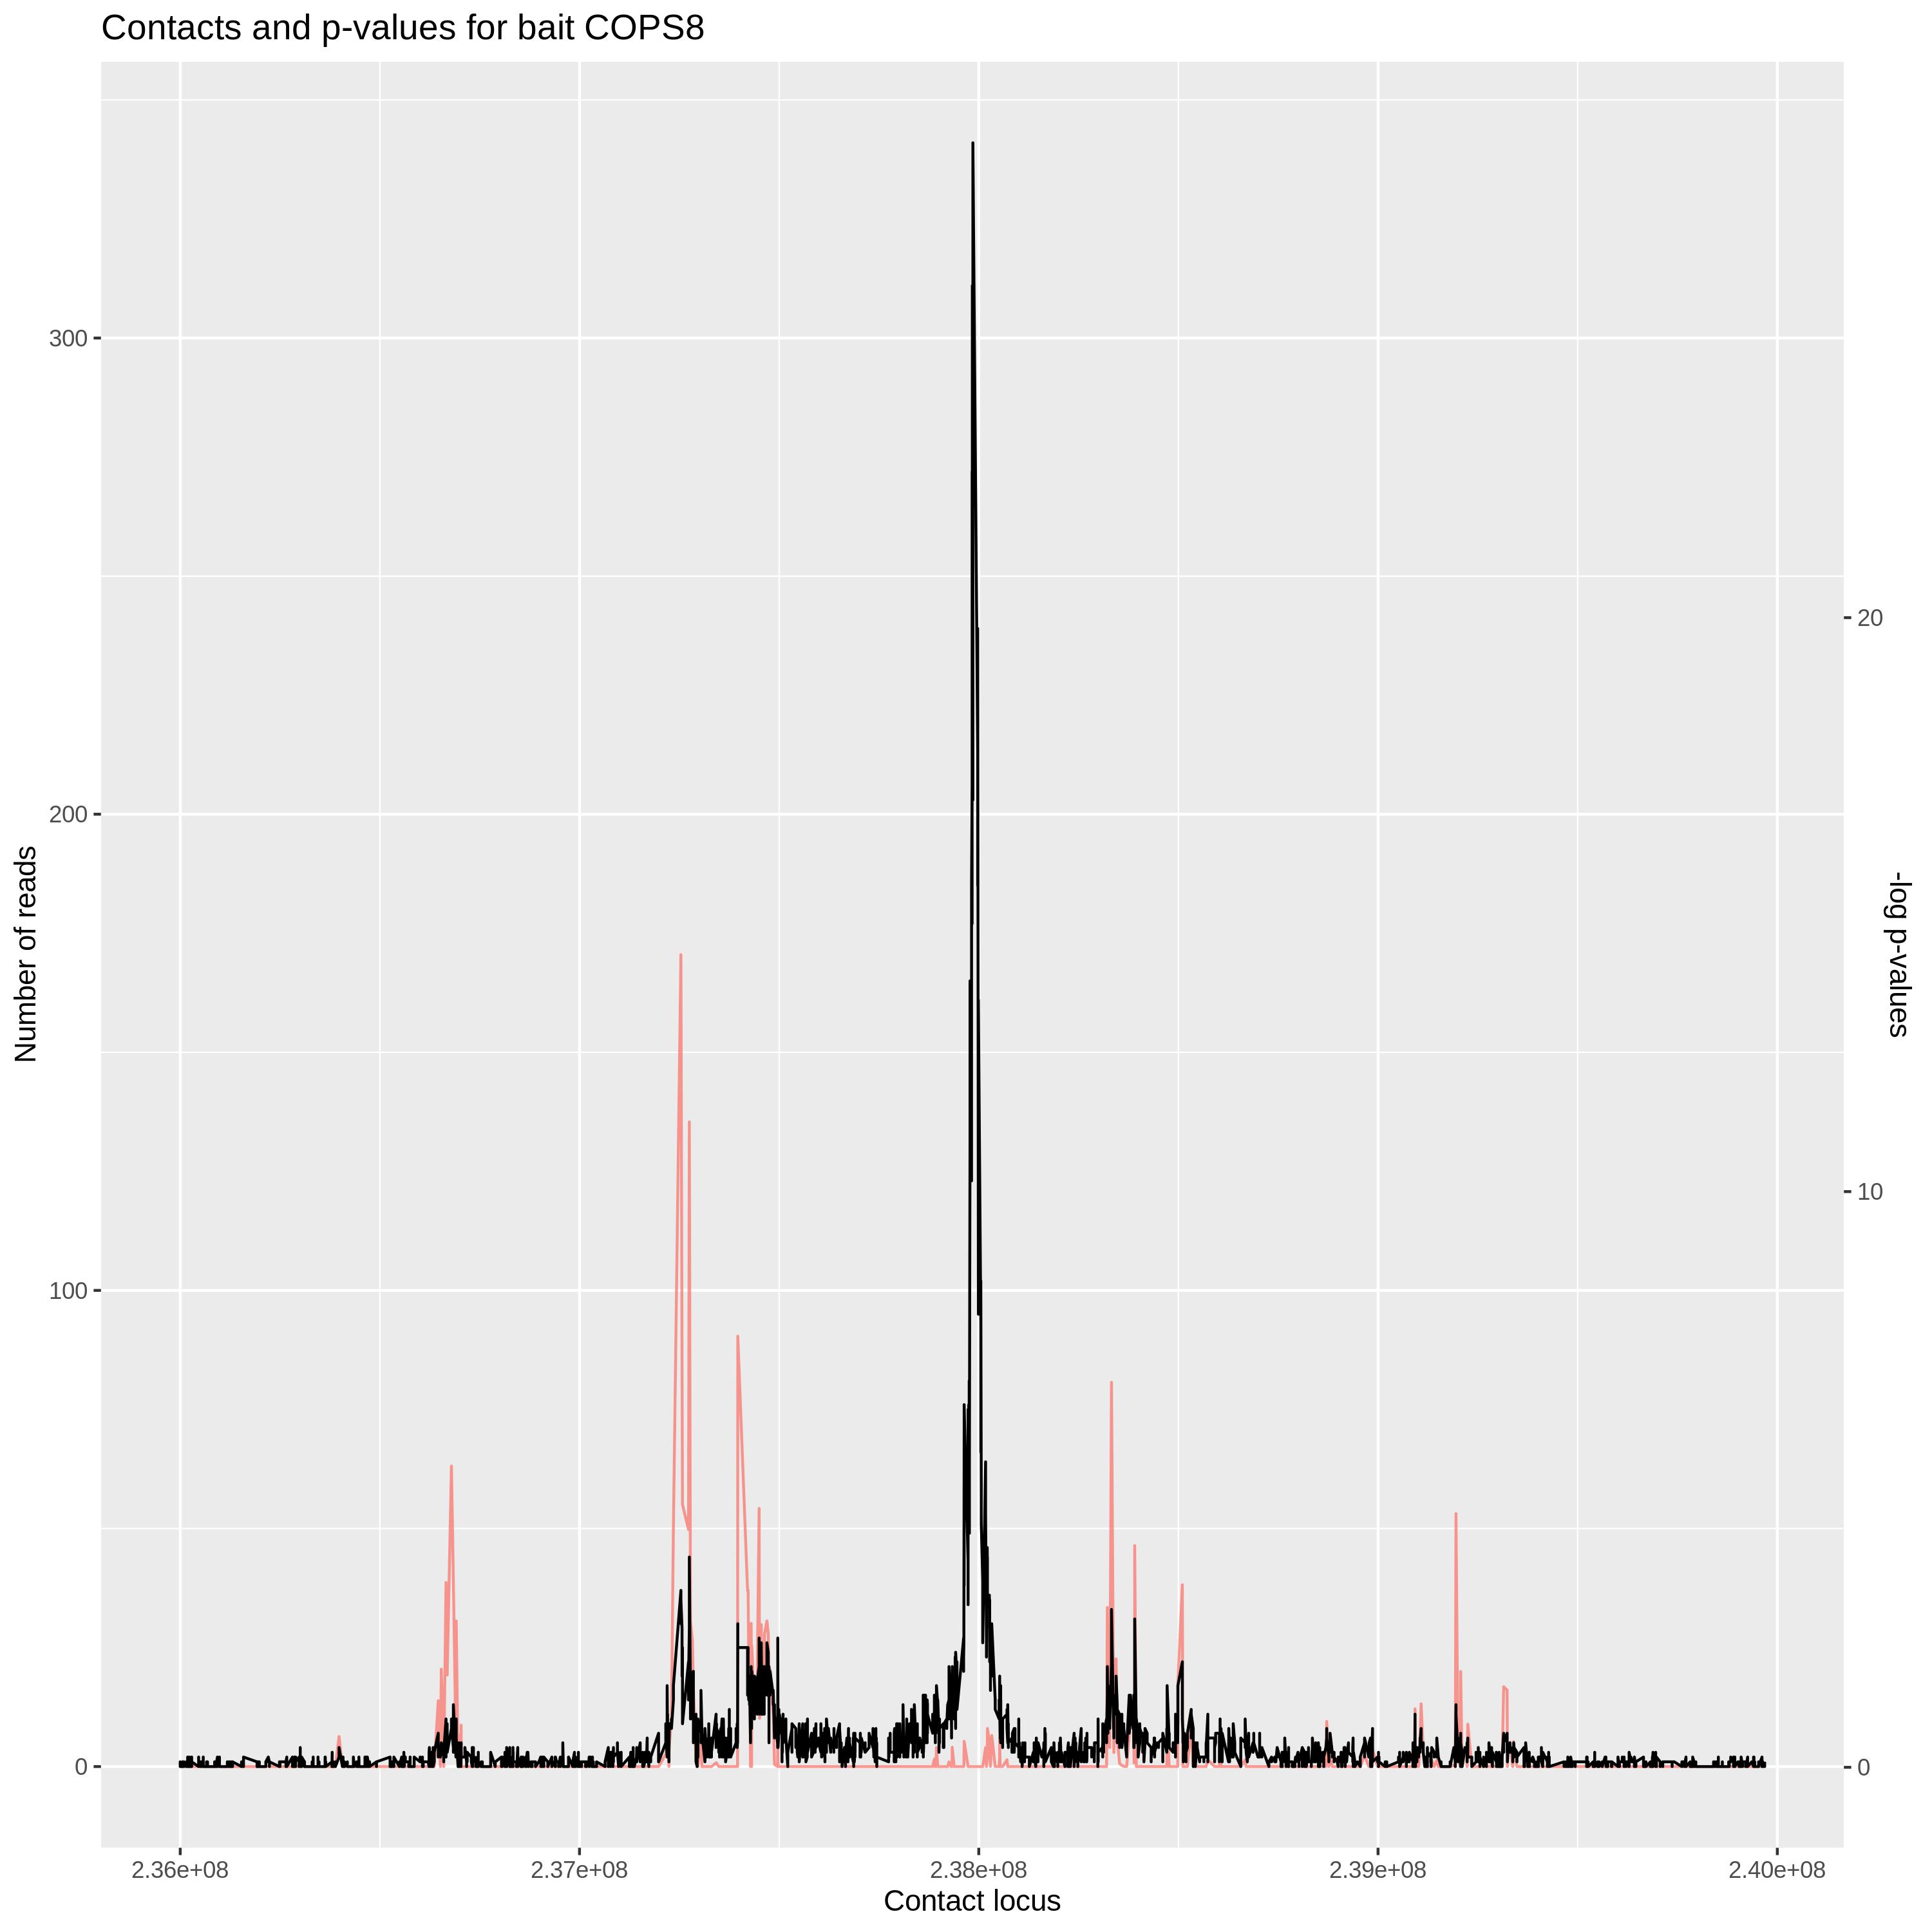 Contacts and p-values for bait COPS8
Number of reads
300
200
100
0
20
10
0
-log p-values
2.36e+08
2.37e+08
2.38e+08
2.39e+08
2.40e+08
Contact locus